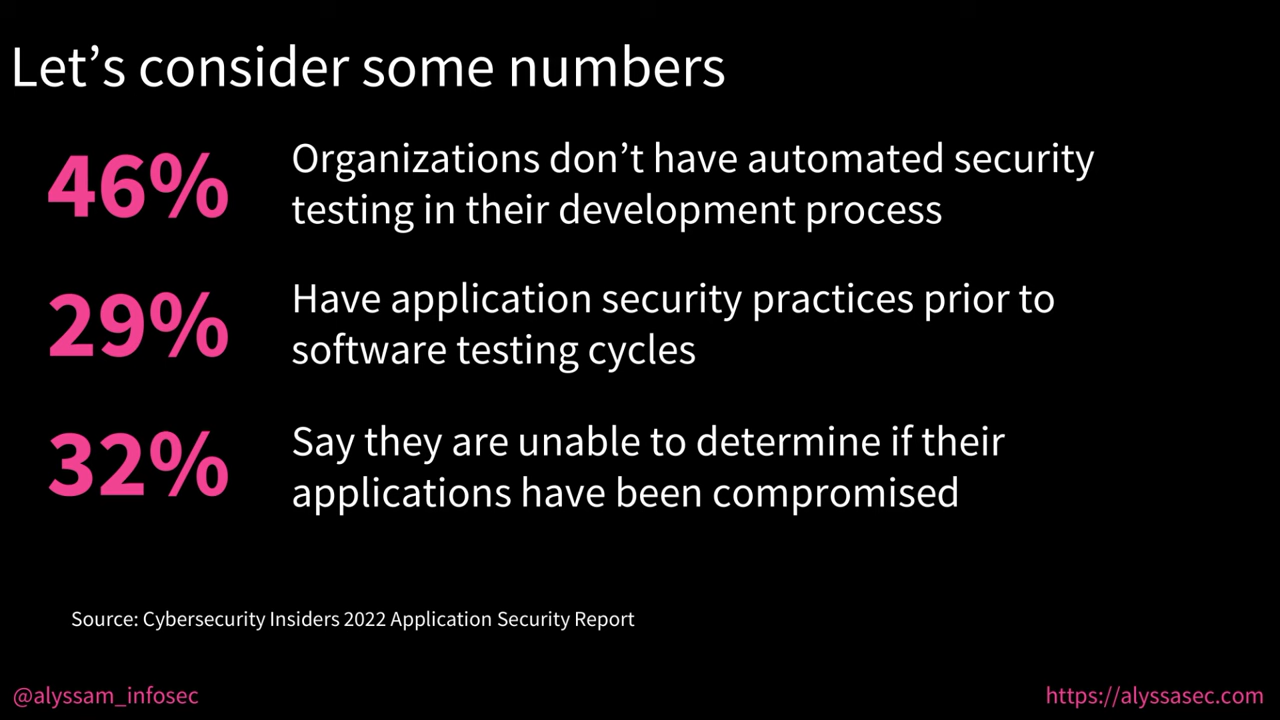 Let’s consider some numbers
46%
Organizations don’t have automated security
testing in their development process
29%
Have application security practices prior to
software testing cycles
32%
Say they are unable to determine if their
applications have been compromised
Source: Cybersecurity Insiders 2022 Application Security Report
@alyssam_infosec
https://alyssasec.com